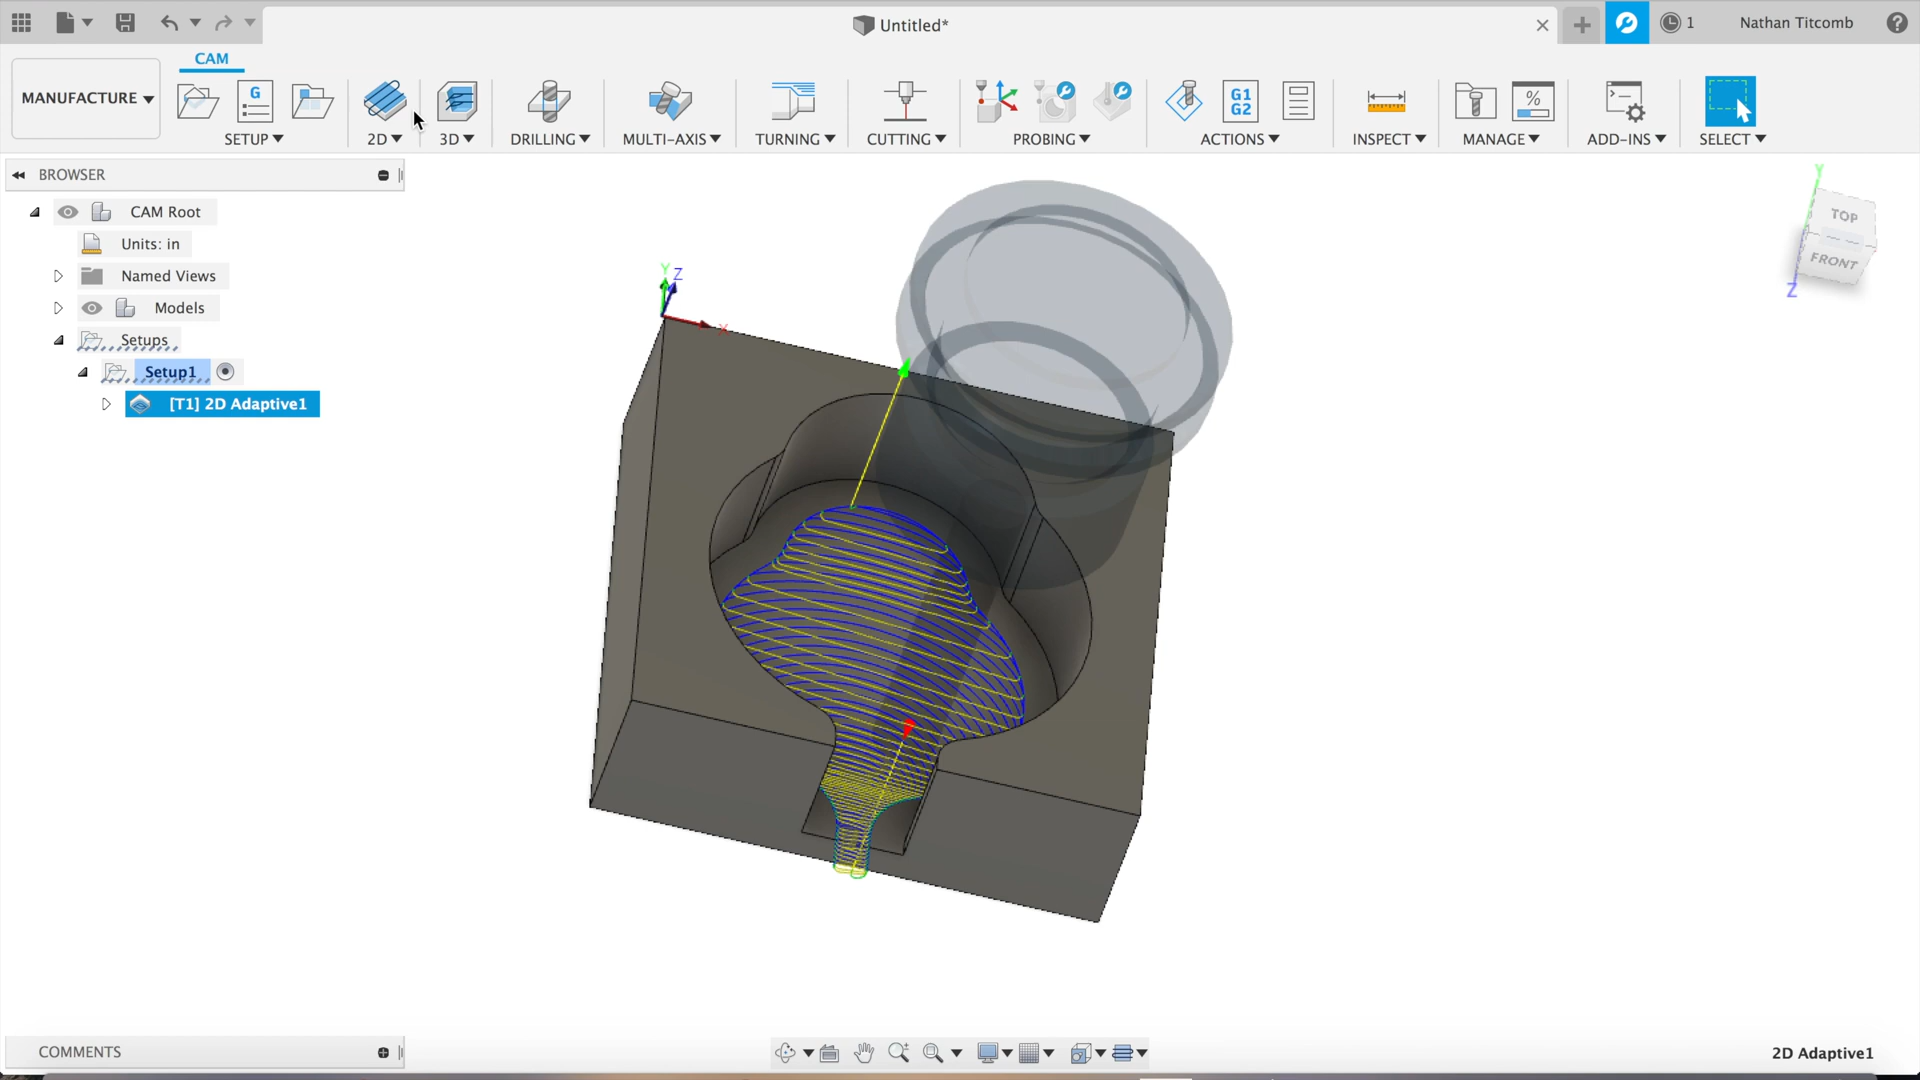 Untitled*
1
Nathan Titcomb
?
MANUFACTURE
CAM
G
G1
G2
%
SETUP
2D
3D
DRILLING
MULTI-AXIS
TURNING
CUTTING
PROBING
ACTIONS
INSPECT
MANAGE
ADD-INS
SELECT
BROWSER
CAM Root
Units: in
Named Views
Models
Setups
Setup1
[T1] 2D Adaptive1
Y
Z
X
Y
TOP
FRONT
Z
COMMENTS
2D Adaptive1